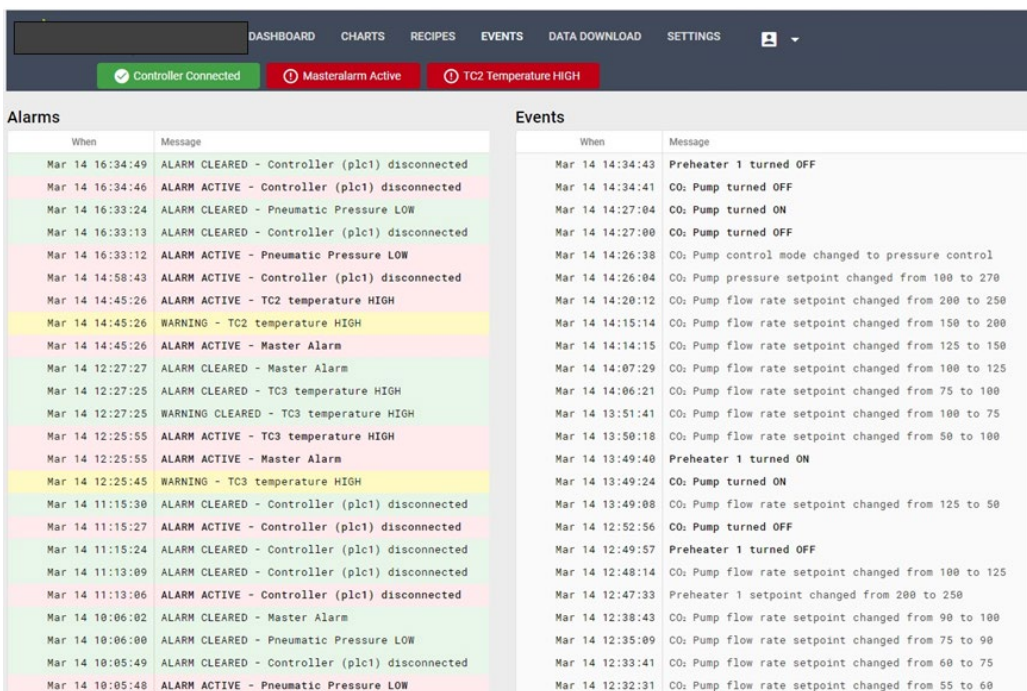 DASHBOARD CHARTS RECIPES EVENTS DATA DOWNLOAD SETTINGS
Controller Connected Masteralarm Active TC2 Temperature HIGH
Alarms
When Message
Mar 14 16:34:49 ALARM CLEARED - Controller (plc1) disconnected
Mar 14 16:34:46 ALARM ACTIVE - Controller (plc1) disconnected
Mar 14 16:33:24 ALARM CLEARED - Pneumatic Pressure LOW
Mar 14 16:33:13 ALARM CLEARED - Controller (plc1) disconnected
Mar 14 16:33:12 ALARM ACTIVE - Pneumatic Pressure LOW
Mar 14 14:58:43 ALARM ACTIVE - Controller (plc1) disconnected
Mar 14 14:45:26 ALARM ACTIVE - TC2 temperature HIGH
Mar 14 14:45:26 WARNING - TC2 temperature HIGH
Mar 14 14:45:26 ALARM ACTIVE - Master Alarm
Mar 14 12:27:27 ALARM CLEARED - Master Alarm
Mar 14 12:27:25 ALARM CLEARED - TC3 temperature HIGH
Mar 14 12:27:25 WARNING CLEARED - TC3 temperature HIGH
Mar 14 12:25:55 ALARM ACTIVE - TC3 temperature HIGH
Mar 14 12:25:55 ALARM ACTIVE - Master Alarm
Mar 14 12:25:45 WARNING - TC3 temperature HIGH
Mar 14 11:15:30 ALARM CLEARED - Controller (plc1) disconnected
Mar 14 11:15:27 ALARM ACTIVE - Controller (plc1) disconnected
Mar 14 11:15:24 ALARM CLEARED - Controller (plc1) disconnected
Mar 14 11:13:09 ALARM CLEARED - Controller (plc1) disconnected
Mar 14 11:13:06 ALARM ACTIVE - Controller (plc1) disconnected
Mar 14 10:06:02 ALARM CLEARED - Master Alarm
Mar 14 10:06:00 ALARM CLEARED - Pneumatic Pressure LOW
Mar 14 10:05:49 ALARM CLEARED - Controller (plc1) disconnected
Mar 14 10:05:48 ALARM ACTIVE - Pneumatic Pressure LOW
Events
When Message
Mar 14 14:34:43 Preheater 1 turned OFF
Mar 14 14:34:41 CO₂ Pump turned OFF
Mar 14 14:27:04 CO₂ Pump turned ON
Mar 14 14:27:00 CO₂ Pump turned OFF
Mar 14 14:26:38 CO₂ Pump control mode changed to pressure control
Mar 14 14:26:04 CO₂ Pump pressure setpoint changed from 100 to 270
Mar 14 14:20:12 CO₂ Pump flow rate setpoint changed from 200 to 250
Mar 14 14:15:14 CO₂ Pump flow rate setpoint changed from 150 to 200
Mar 14 14:14:15 CO₂ Pump flow rate setpoint changed from 125 to 150
Mar 14 14:07:29 CO₂ Pump flow rate setpoint changed from 100 to 125
Mar 14 14:06:21 CO₂ Pump flow rate setpoint changed from 75 to 100
Mar 14 13:51:41 CO₂ Pump flow rate setpoint changed from 100 to 75
Mar 14 13:50:18 CO₂ Pump flow rate setpoint changed from 50 to 100
Mar 14 13:49:40 Preheater 1 turned ON
Mar 14 13:49:24 CO₂ Pump turned ON
Mar 14 13:49:08 CO₂ Pump flow rate setpoint changed from 125 to 50
Mar 14 12:52:56 CO₂ Pump turned OFF
Mar 14 12:49:57 Preheater 1 turned OFF
Mar 14 12:48:14 CO₂ Pump flow rate setpoint changed from 100 to 125
Mar 14 12:47:33 Preheater 1 setpoint changed from 200 to 250
Mar 14 12:38:43 CO₂ Pump flow rate setpoint changed from 90 to 100
Mar 14 12:35:09 CO₂ Pump flow rate setpoint changed from 75 to 90
Mar 14 12:33:41 CO₂ Pump flow rate setpoint changed from 60 to 75
Mar 14 12:32:31 CO₂ Pump flow rate setpoint changed from 55 to 60